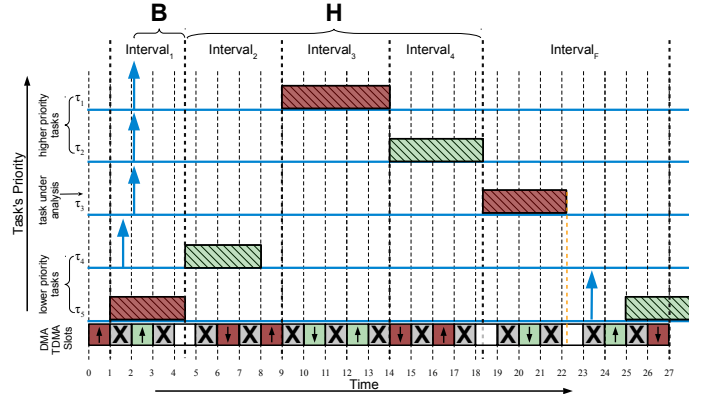 B H
Interval1 Interval2 Interval3 Interval4 IntervalF
Task's Priority
higher priority
tasks
τ1
τ2
task under
analysis
τ3
lower priority
tasks
τ4
τ5
DMA
TDMA
Slots
X X X X X X X X X X X X
0 1 2 3 4 5 6 7 8 9 10 11 12 13 14 15 16 17 18 19 20 21 22 23 24 25 26 27
Time